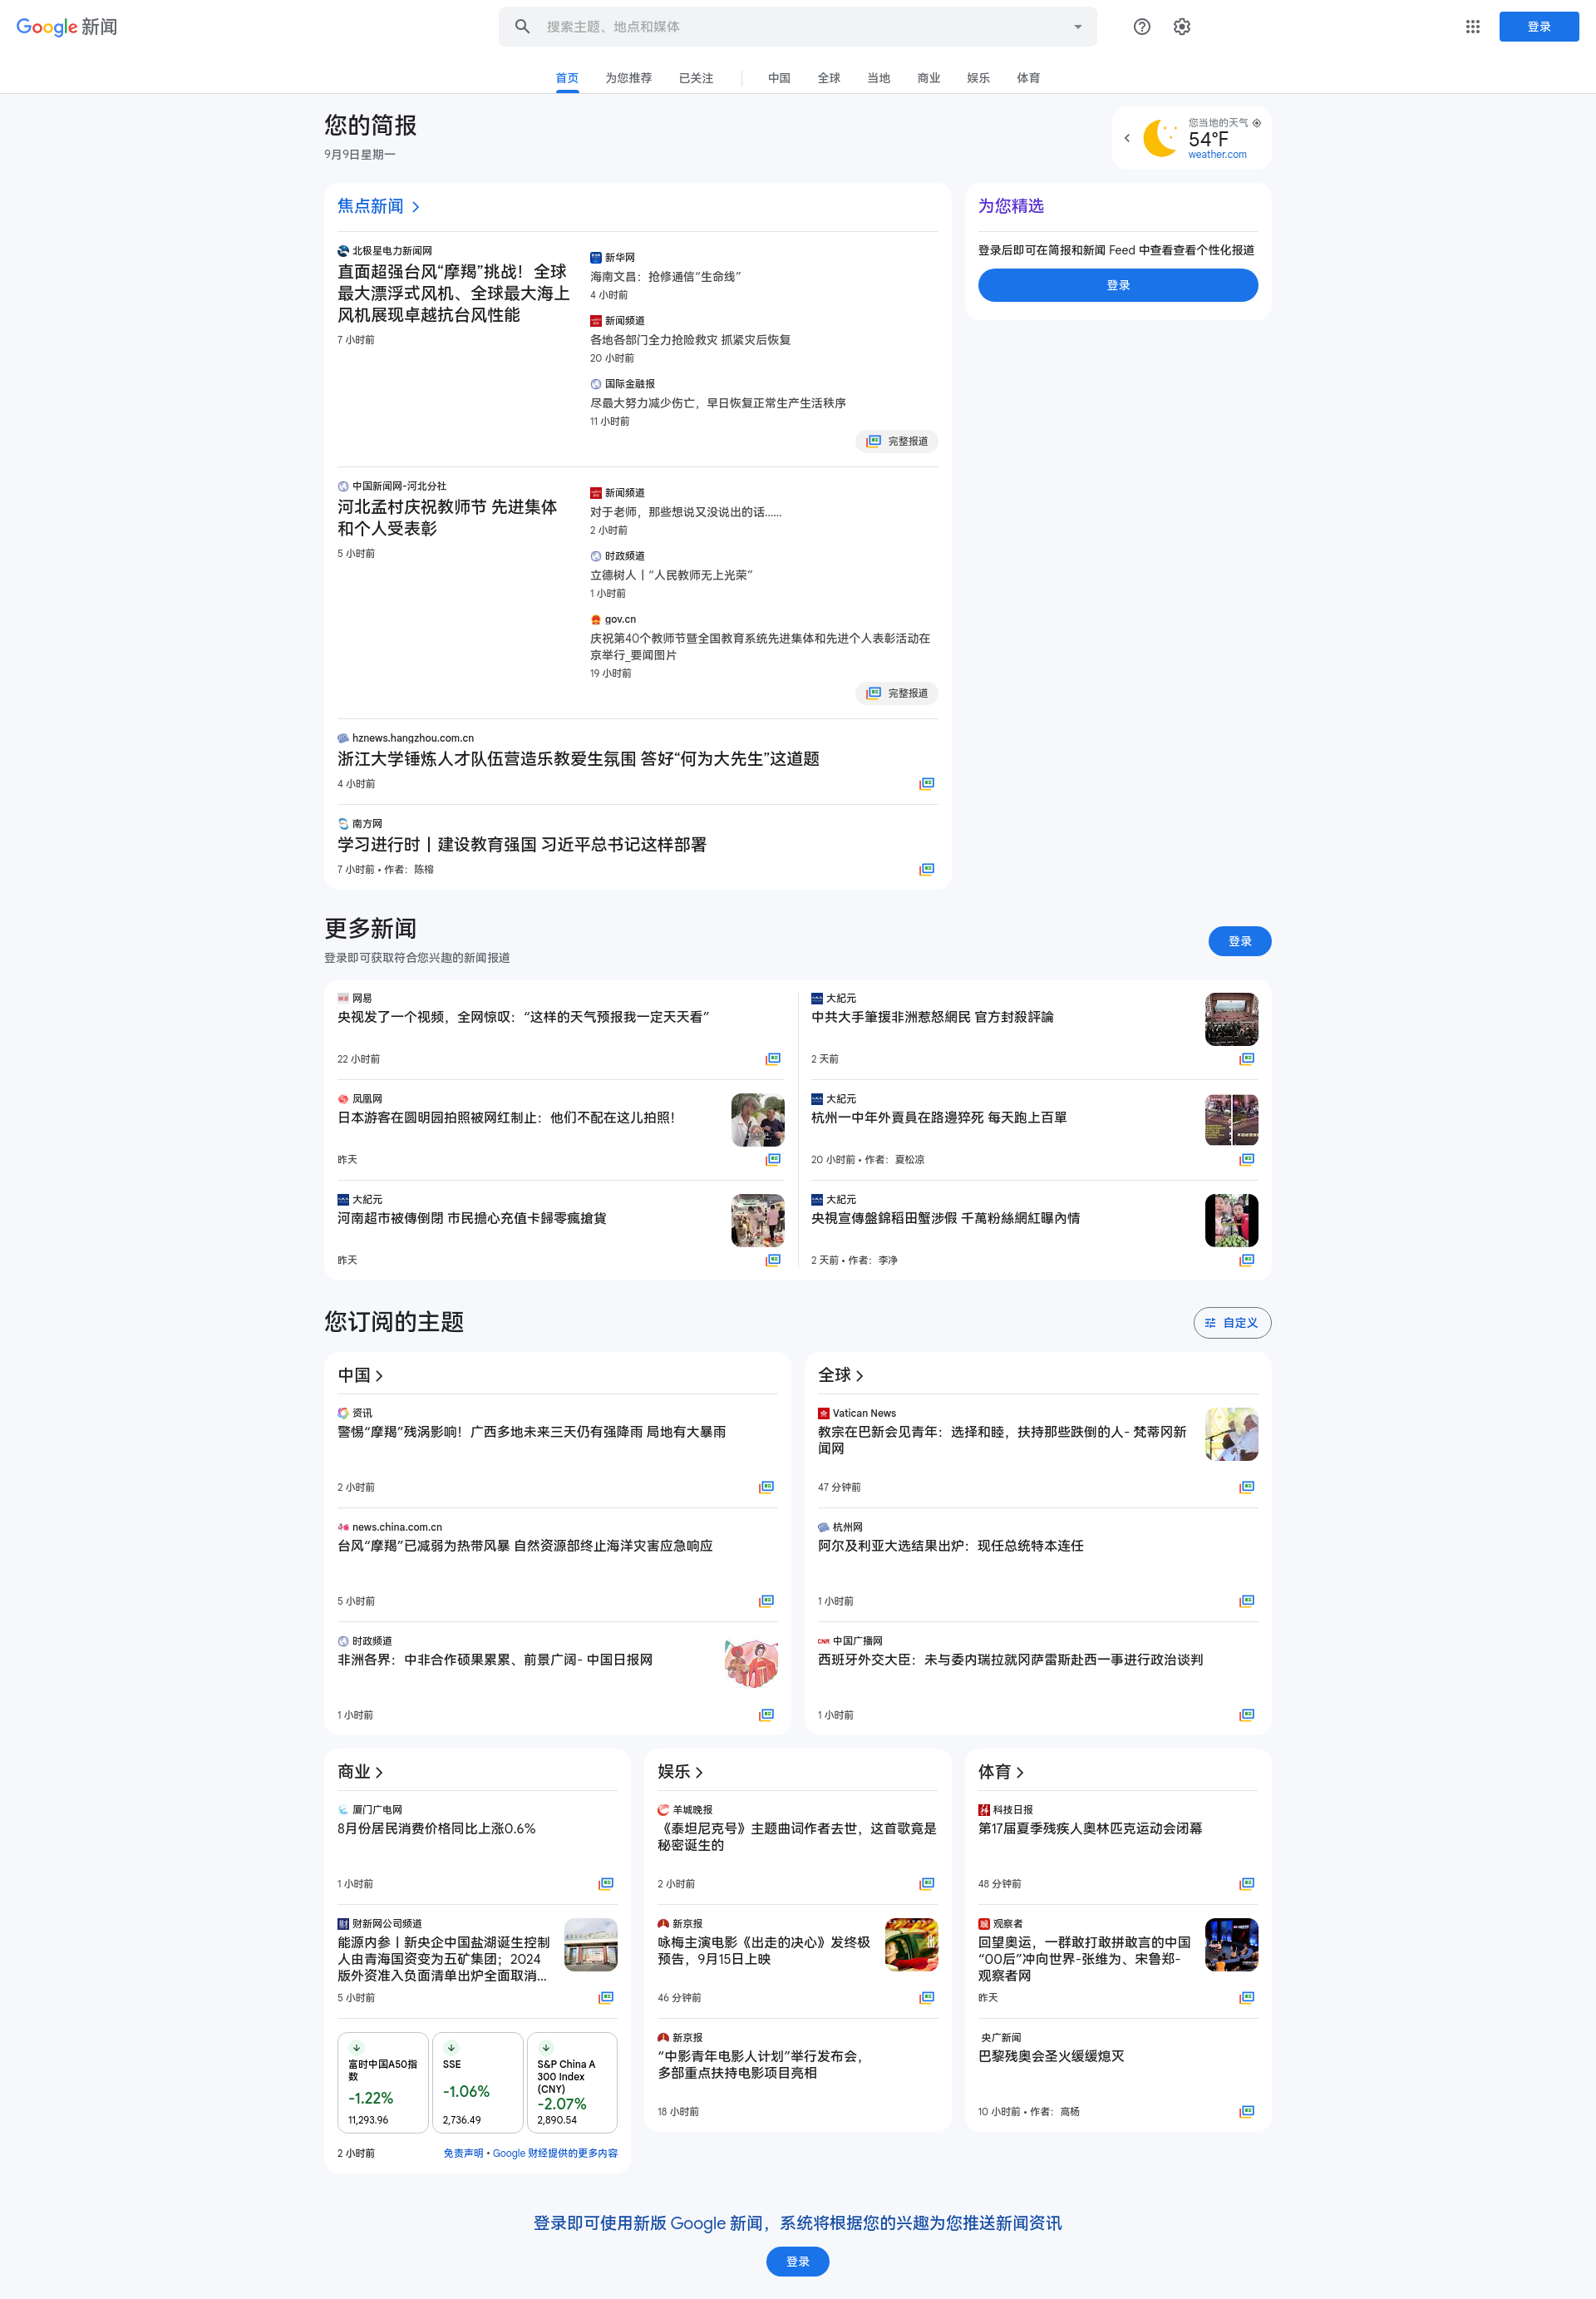 Google 新闻
搜索主题、地点和媒体
登录
首页
为您推荐
已关注
中国
全球
当地
商业
娱乐
体育
您的简报
9月9日星期一
您当地的天气
54°F
weather.com
焦点新闻
北极星电力新闻网
直面超强台风“摩羯”挑战！全球
最大漂浮式风机、全球最大海上
风机展现卓越抗台风性能
7 小时前
新华网
海南文昌：抢修通信“生命线”
4 小时前
新闻频道
各地各部门全力抢险救灾 抓紧灾后恢复
20 小时前
国际金融报
尽最大努力减少伤亡，早日恢复正常生产生活秩序
11 小时前
完整报道
中国新闻网-河北分社
河北孟村庆祝教师节 先进集体
和个人受表彰
5 小时前
新闻频道
对于老师，那些想说又没说出的话……
2 小时前
时政频道
立德树人丨“人民教师无上光荣”
1 小时前
gov.cn
庆祝第40个教师节暨全国教育系统先进集体和先进个人表彰活动在
京举行_要闻图片
19 小时前
完整报道
hznews.hangzhou.com.cn
浙江大学锤炼人才队伍营造乐教爱生氛围 答好“何为大先生”这道题
4 小时前
南方网
学习进行时丨建设教育强国 习近平总书记这样部署
7 小时前 • 作者：陈榕
为您精选
登录后即可在简报和新闻 Feed 中查看查看个性化报道
登录
更多新闻
登录即可获取符合您兴趣的新闻报道
登录
网易
央视发了一个视频，全网惊叹：“这样的天气预报我一定天天看”
22 小时前
凤凰网
日本游客在圆明园拍照被网红制止：他们不配在这儿拍照！
昨天
大紀元
河南超市被傳倒閉 市民擔心充值卡歸零瘋搶貨
昨天
大紀元
中共大手筆援非洲惹怒網民 官方封殺評論
2 天前
大紀元
杭州一中年外賣員在路邊猝死 每天跑上百單
20 小时前 • 作者：夏松凉
大紀元
央視宣傳盤錦稻田蟹涉假 千萬粉絲網紅曝內情
2 天前 • 作者：李净
您订阅的主题
自定义
中国
资讯
警惕“摩羯”残涡影响！广西多地未来三天仍有强降雨 局地有大暴雨
2 小时前
news.china.com.cn
台风“摩羯”已减弱为热带风暴 自然资源部终止海洋灾害应急响应
5 小时前
时政频道
非洲各界：中非合作硕果累累、前景广阔- 中国日报网
1 小时前
全球
Vatican News
教宗在巴新会见青年：选择和睦，扶持那些跌倒的人- 梵蒂冈新
闻网
47 分钟前
杭州网
阿尔及利亚大选结果出炉：现任总统特本连任
1 小时前
CNR 中国广播网
西班牙外交大臣：未与委内瑞拉就冈萨雷斯赴西一事进行政治谈判
1 小时前
商业
厦门广电网
8月份居民消费价格同比上涨0.6%
1 小时前
财新网公司频道
能源内参丨新央企中国盐湖诞生控制
人由青海国资变为五矿集团；2024
版外资准入负面清单出炉全面取消...
5 小时前
富时中国A50指
数
-1.22%
11,293.96
SSE
-1.06%
2,736.49
S&P China A
300 Index
(CNY)
-2.07%
2,890.54
2 小时前
免责声明 • Google 财经提供的更多内容
娱乐
羊城晚报
《泰坦尼克号》主题曲词作者去世，这首歌竟是
秘密诞生的
2 小时前
新京报
咏梅主演电影《出走的决心》发终极
预告，9月15日上映
46 分钟前
新京报
“中影青年电影人计划”举行发布会，
多部重点扶持电影项目亮相
18 小时前
体育
科技日报
第17届夏季残疾人奥林匹克运动会闭幕
48 分钟前
观察者
回望奥运，一群敢打敢拼敢言的中国
“00后”冲向世界-张维为、宋鲁郑-
观察者网
昨天
央广新闻
巴黎残奥会圣火缓缓熄灭
10 小时前 • 作者：高杨
登录即可使用新版 Google 新闻，系统将根据您的兴趣为您推送新闻资讯
登录